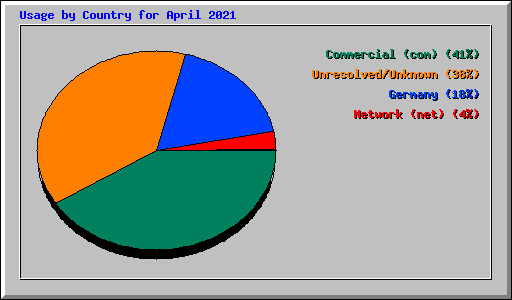 Usage by Country for April 2021
Commercial (com) (41%)
Unresolved/Unknown (38%)
Germany (18%)
Network (net) (4%)